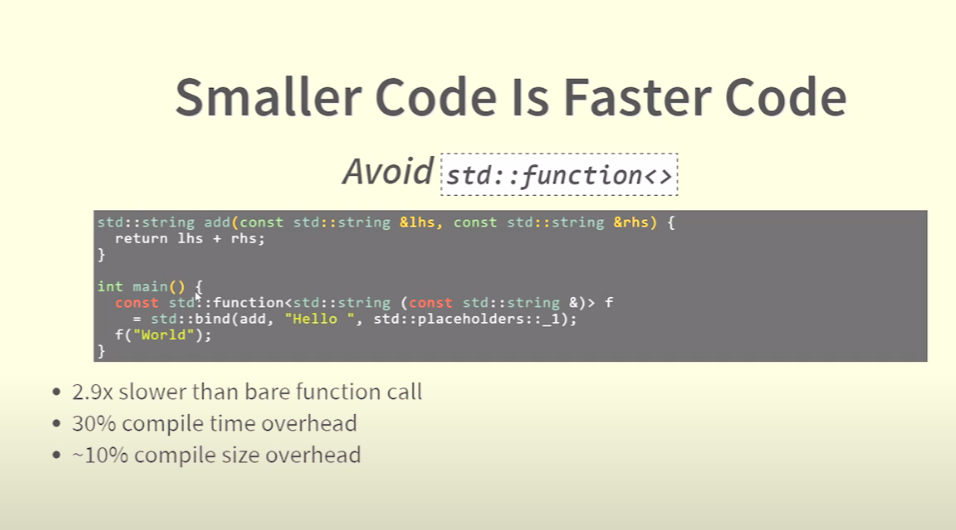 Smaller Code Is Faster Code
Avoid std::function<>
std::string add(const std::string &lhs, const std::string &rhs) {
  return lhs + rhs;
}

int main() {
  const std::function<std::string (const std::string &)> f
    = std::bind(add, "Hello ", std::placeholders::_1);
  f("World");
}
• 2.9x slower than bare function call
• 30% compile time overhead
• ~10% compile size overhead